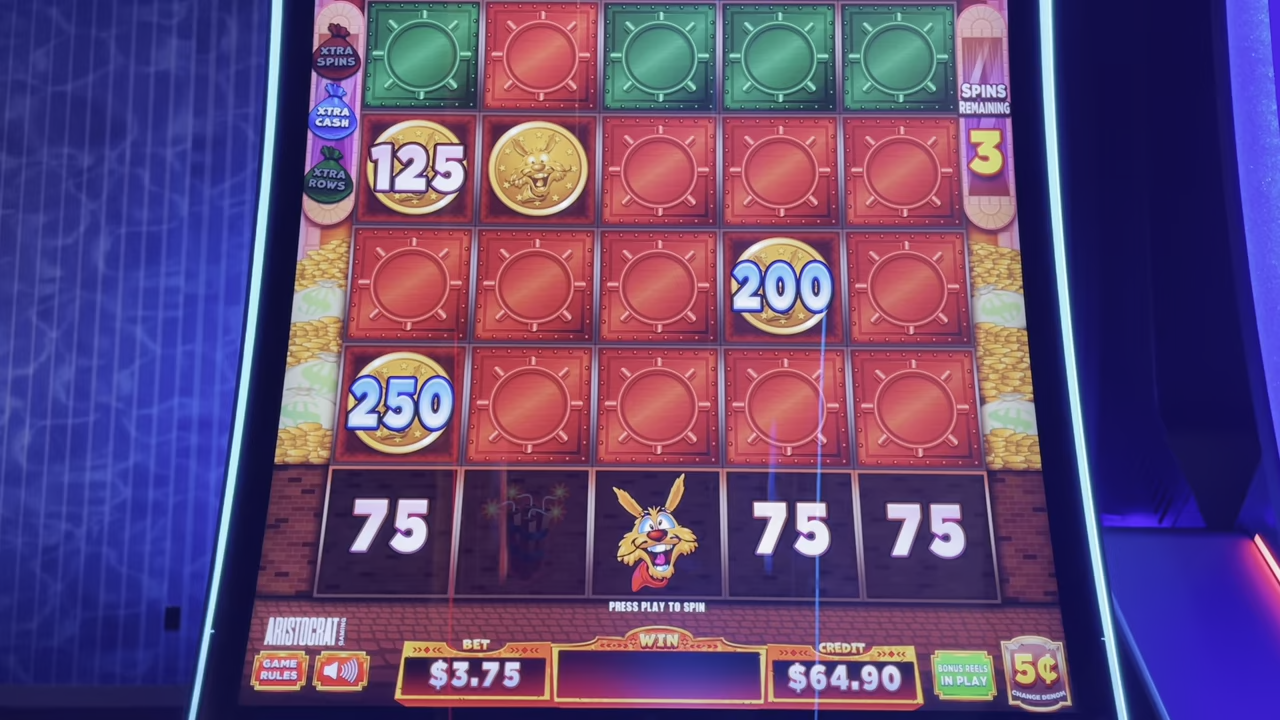 XTRA
SPINS
XTRA
CASH
XTRA
ROWS
SPINS
REMAINING
3
125
200
250
75
75
75
PRESS PLAY TO SPIN
ARISTOCRAT
GAMING
GAME
RULES
BET
$3.75
WIN
CREDIT
$64.90
BONUS REELS
IN PLAY
5¢
CHANGE DENOM